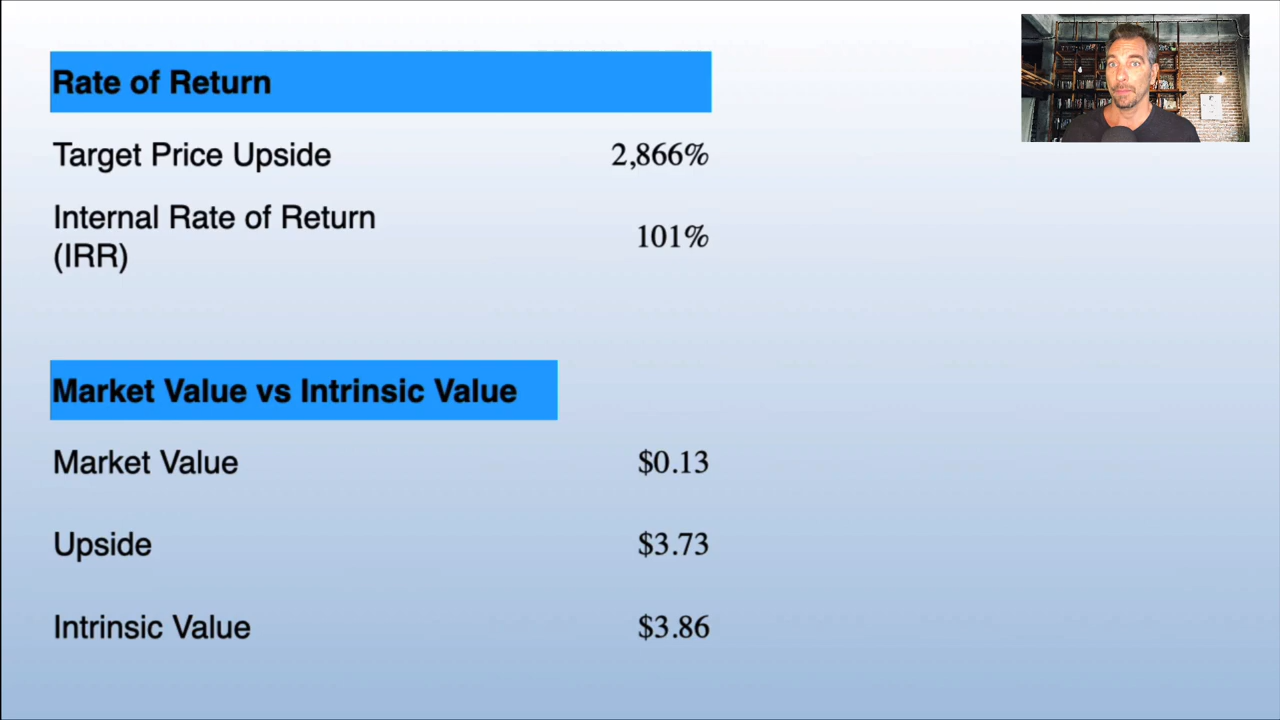 Rate of Return
Target Price Upside 2,866%
Internal Rate of Return
(IRR) 101%
Market Value vs Intrinsic Value
Market Value $0.13
Upside $3.73
Intrinsic Value $3.86